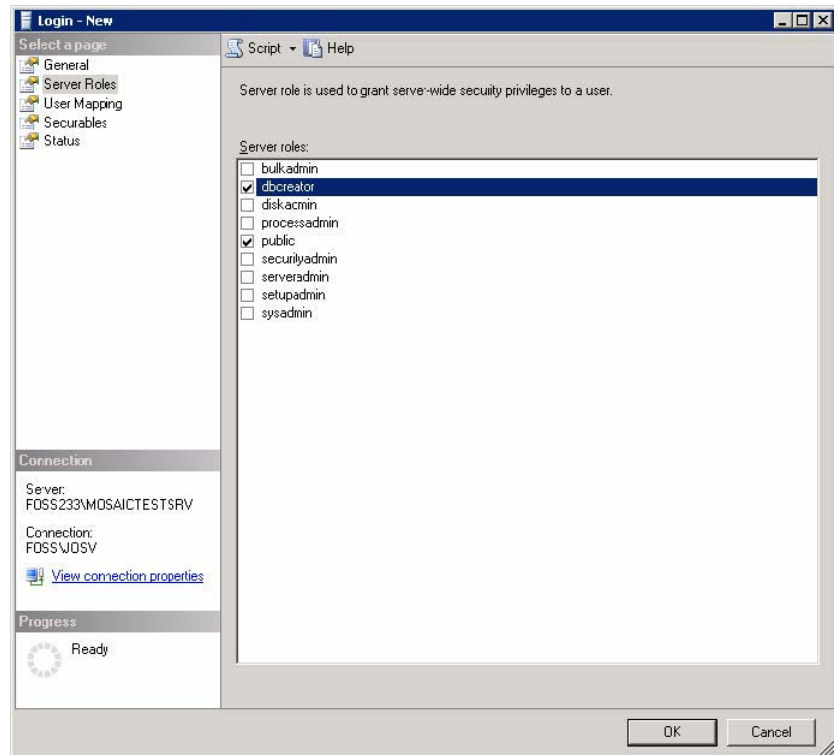 Login - New
Select a page
General
Server Roles
User Mapping
Securables
Status
Script
Help
Server role is used to grant server-wide security privileges to a user.
Server roles:
bulkadmin
dbcreator
diskadmin
processadmin
public
securityadmin
serveradmin
setupadmin
sysadmin
Connection
Server:
FOSS233\MOSAICTESTSRV
Connection:
FOSS\JOSV
View connection properties
Progress
Ready
OK
Cancel